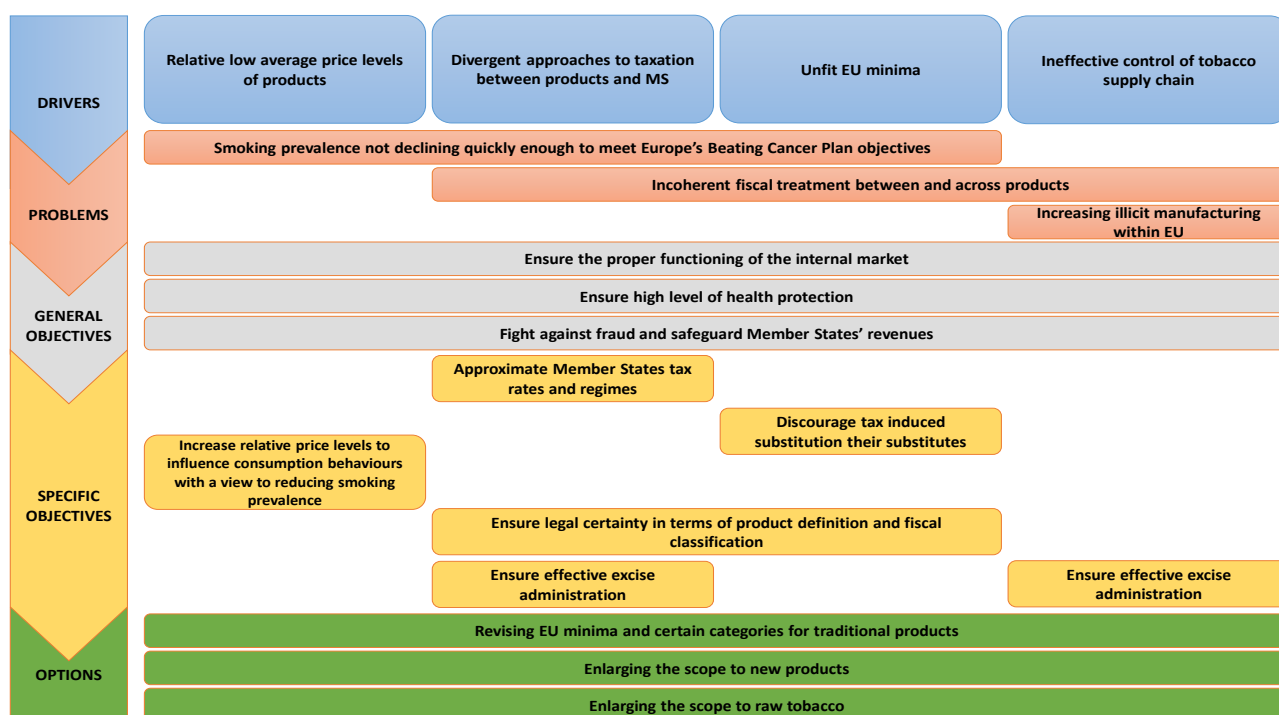 DRIVERS
Relative low average price levels
of products
Divergent approaches to taxation
between products and MS
Unfit EU minima
Ineffective control of tobacco
supply chain
PROBLEMS
Smoking prevalence not declining quickly enough to meet Europe's Beating Cancer Plan objectives
Incoherent fiscal treatment between and across products
Increasing illicit manufacturing
within EU
GENERAL
OBJECTIVES
Ensure the proper functioning of the internal market
Ensure high level of health protection
Fight against fraud and safeguard Member States' revenues
SPECIFIC
OBJECTIVES
Approximate Member States tax
rates and regimes
Discourage tax induced
substitution their substitutes
Increase relative price levels to
influence consumption behaviours
with a view to reducing smoking
prevalence
Ensure legal certainty in terms of product definition and fiscal
classification
Ensure effective excise
administration
Ensure effective excise
administration
OPTIONS
Revising EU minima and certain categories for traditional products
Enlarging the scope to new products
Enlarging the scope to raw tobacco